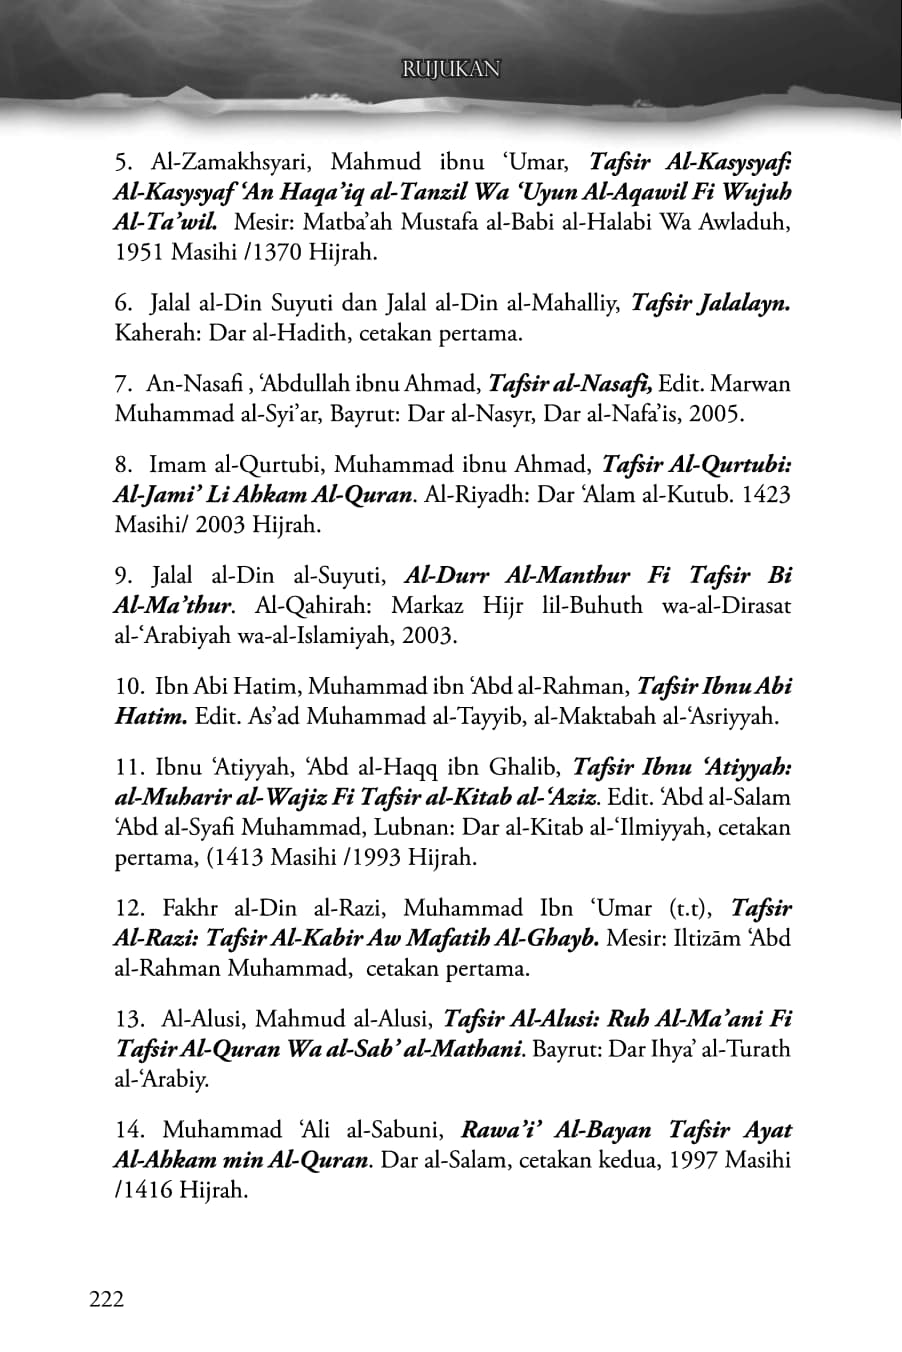 RUJUKAN
5. Al-Zamakhsyari, Mahmud ibnu ‘Umar, Tafsir Al-Kasysyaf:
Al-Kasysyaf ‘An Haqa’iq al-Tanzil Wa ‘Uyun Al-Aqawil Fi Wujuh
Al-Ta’wil. Mesir: Matba’ah Mustafa al-Babi al-Halabi Wa Awladuh,
1951 Masihi /1370 Hijrah.
6. Jalal al-Din Suyuti dan Jalal al-Din al-Mahalliy, Tafsir Jalalayn.
Kaherah: Dar al-Hadith, cetakan pertama.
7. An-Nasafi , ‘Abdullah ibnu Ahmad, Tafsir al-Nasafi, Edit. Marwan
Muhammad al-Syi’ar, Bayrut: Dar al-Nasyr, Dar al-Nafa’is, 2005.
8. Imam al-Qurtubi, Muhammad ibnu Ahmad, Tafsir Al-Qurtubi:
Al-Jami’ Li Ahkam Al-Quran. Al-Riyadh: Dar ‘Alam al-Kutub. 1423
Masihi/ 2003 Hijrah.
9. Jalal al-Din al-Suyuti, Al-Durr Al-Manthur Fi Tafsir Bi
Al-Ma’thur. Al-Qahirah: Markaz Hijr lil-Buhuth wa-al-Dirasat
al-‘Arabiyah wa-al-Islamiyah, 2003.
10. Ibn Abi Hatim, Muhammad ibn ‘Abd al-Rahman, Tafsir Ibnu Abi
Hatim. Edit. As’ad Muhammad al-Tayyib, al-Maktabah al-‘Asriyyah.
11. Ibnu ‘Atiyyah, ‘Abd al-Haqq ibn Ghalib, Tafsir Ibnu ‘Atiyyah:
al-Muharir al-Wajiz Fi Tafsir al-Kitab al-‘Aziz. Edit. ‘Abd al-Salam
‘Abd al-Syafi Muhammad, Lubnan: Dar al-Kitab al-‘Ilmiyyah, cetakan
pertama, (1413 Masihi /1993 Hijrah.
12. Fakhr al-Din al-Razi, Muhammad Ibn ‘Umar (t.t), Tafsir
Al-Razi: Tafsir Al-Kabir Aw Mafatih Al-Ghayb. Mesir: Iltizām ‘Abd
al-Rahman Muhammad, cetakan pertama.
13. Al-Alusi, Mahmud al-Alusi, Tafsir Al-Alusi: Ruh Al-Ma’ani Fi
Tafsir Al-Quran Wa al-Sab’ al-Mathani. Bayrut: Dar Ihya’ al-Turath
al-‘Arabiy.
14. Muhammad ‘Ali al-Sabuni, Rawa’i’ Al-Bayan Tafsir Ayat
Al-Ahkam min Al-Quran. Dar al-Salam, cetakan kedua, 1997 Masihi
/1416 Hijrah.
222